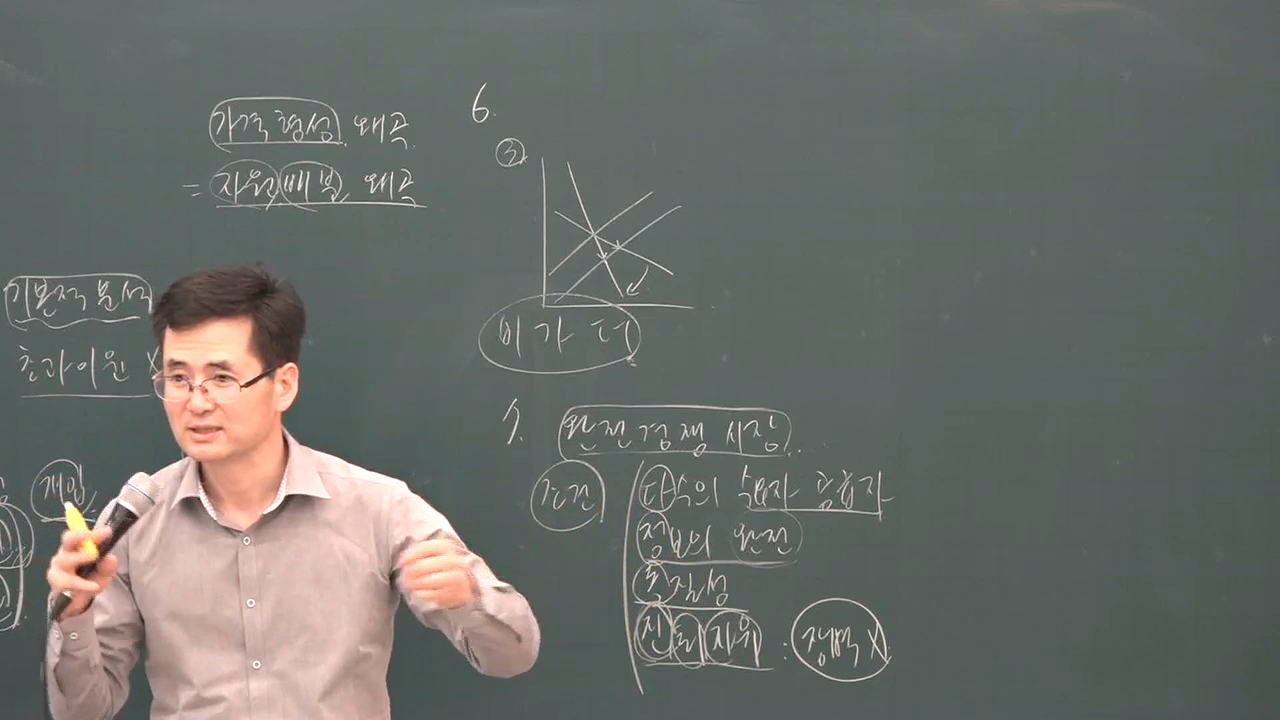 가격 형성 왜곡
= 자원 배분 왜곡
기본적 분석
초과이윤 X
개입
6.
③
비 가 더
7. 완전경쟁 시장 ...
조건
다수의 수요자 공급자
정보의 완전
동질성
진퇴자유 : 장벽 X